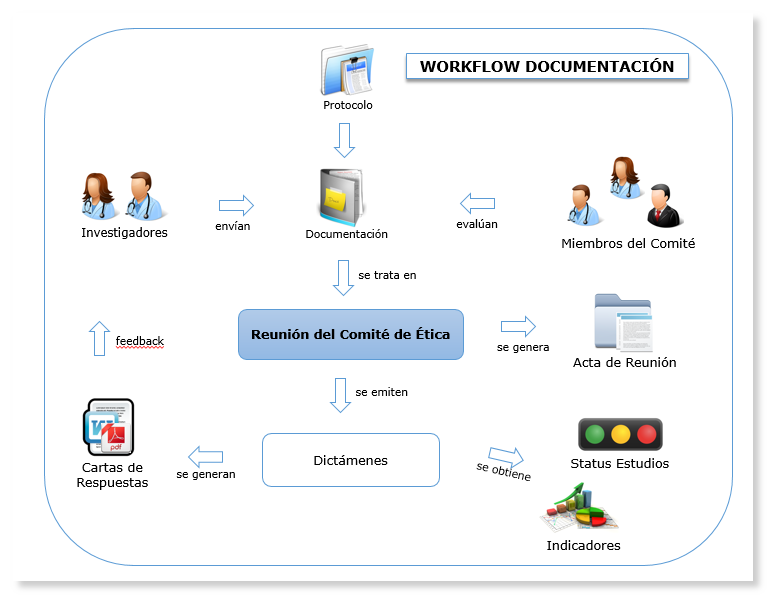 WORKFLOW DOCUMENTACIÓN
Protocolo
Investigadores
envían
Documentación
evalúan
Miembros del Comité
se trata en
Reunión del Comité de Ética
feedback
se genera
Acta de Reunión
se emiten
Dictámenes
Cartas de
Respuestas
se generan
se obtiene
Status Estudios
Indicadores
pdf